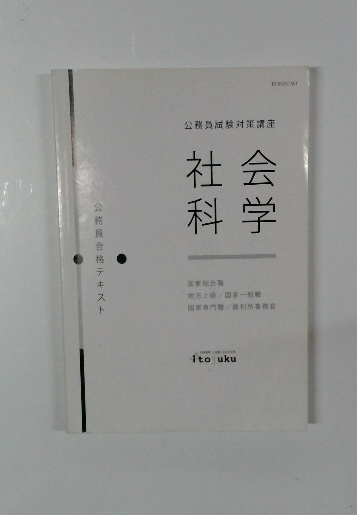 公務員試験対策講座
社会
科学
公務員合格テキスト
国家総合職
地方上級／国家一般職
国家専門職／裁判所事務官
itojuku